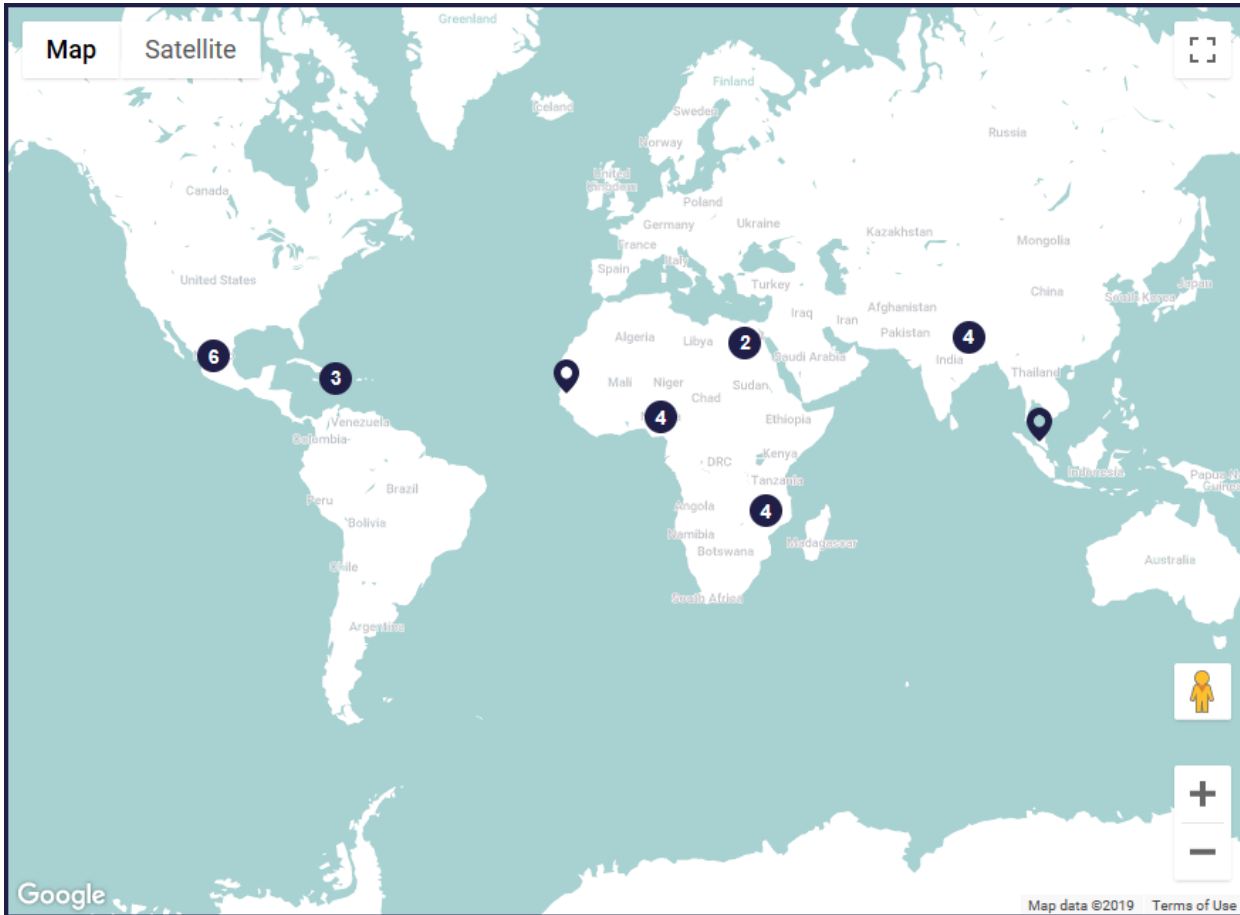 Greenland
Map
Satellite
Finland
Iceland
Sweden
Russia
Norway
United
Kingdom
Canada
Poland
Germany
Ukraine
Kazakhstan
Mongolia
France
Italy
Spain
United States
Turkey
China
Japan
South Korea
Afghanistan
Iraq
Iran
Pakistan
Algeria
Libya
2
4
6
Saudi Arabia
India
3
Mali
Niger
Sudan
Thailand
Chad
4
Venezuela
Ethiopia
Colombia
Kenya
DRC
Indonesia
Papua N
Guine
Tanzania
Brazil
Peru
Angola
4
Bolivia
Namibia
Madagascar
Botswana
Australia
Chile
South Africa
Argentina
Google
Map data ©2019
Terms of Use